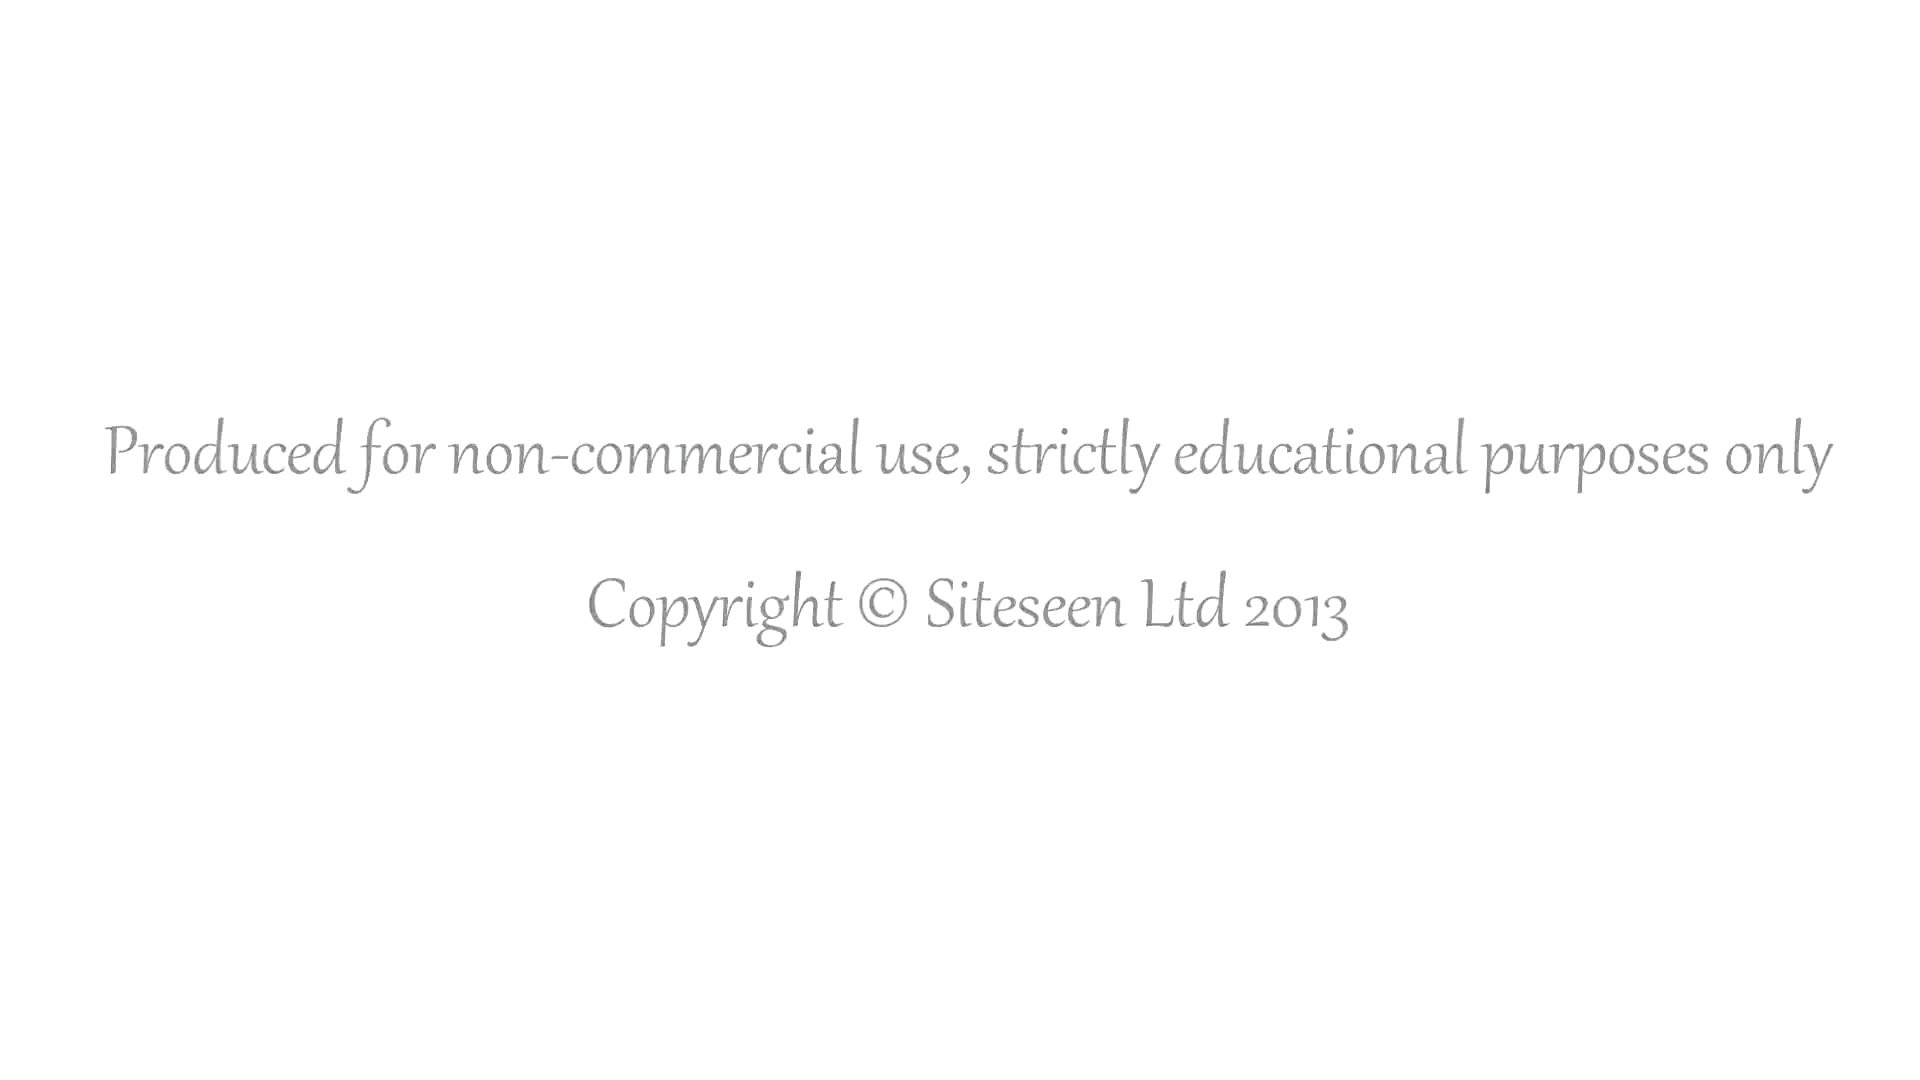 Produced for non-commercial use, strictly educational purposes only
Copyright © Siteseen Ltd 2013